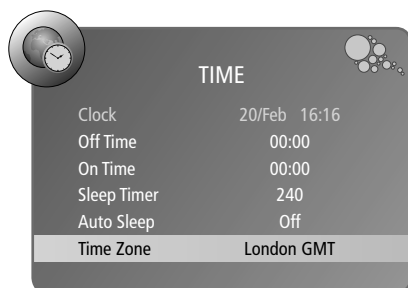 TIME
Clock 20/Feb 16:16
Off Time 00:00
On Time 00:00
Sleep Timer 240
Auto Sleep Off
Time Zone London GMT